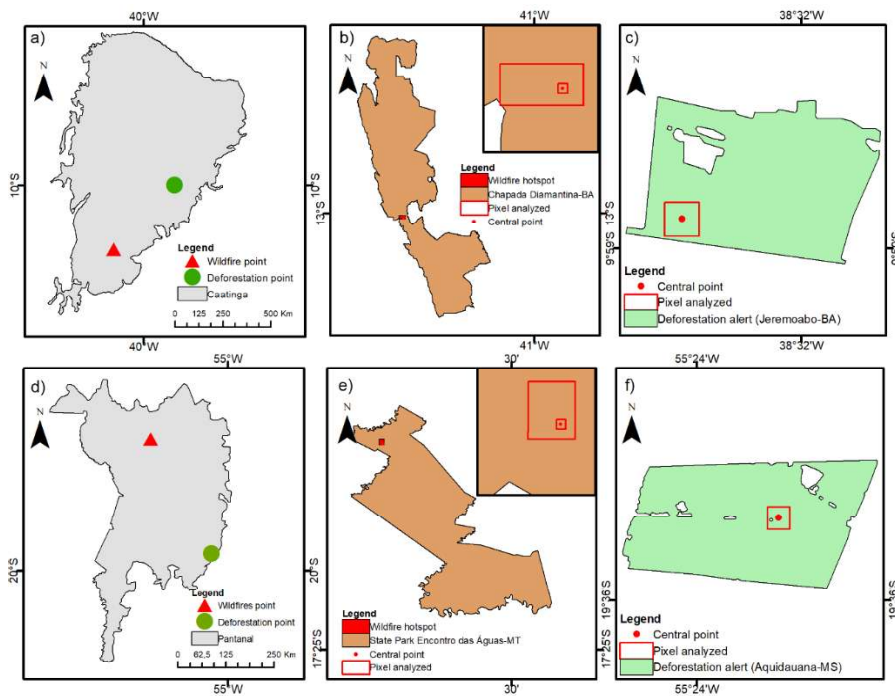 40°W
41°W
38°32'W
a)
N
10°S
10°S
Legend
Wildfire point
Deforestation point
Caatinga
0 125 250 500 Km
40°W
b)
N
13°S
13°S
Legend
Wildfire hotspot
Chapada Diamantina-BA
Pixel analyzed
Central point
41°W
c)
N
9°59'S
Legend
Central point
Pixel analyzed
Deforestation alert (Jeremoabo-BA)
38°32'W
55°W
30'
55°24'W
d)
N
20°S
20°S
Legend
Wildfires point
Deforestation point
Pantanal
0 62,5 125 250 Km
55°W
e)
N
17°25'S
17°25'S
Legend
Wildfire hotspot
State Park Encontro das Águas-MT
Central point
Pixel analyzed
30'
f)
N
19°36'S
19°36'S
Legend
Central point
Pixel analyzed
Deforestation alert (Aquidauana-MS)
55°24'W